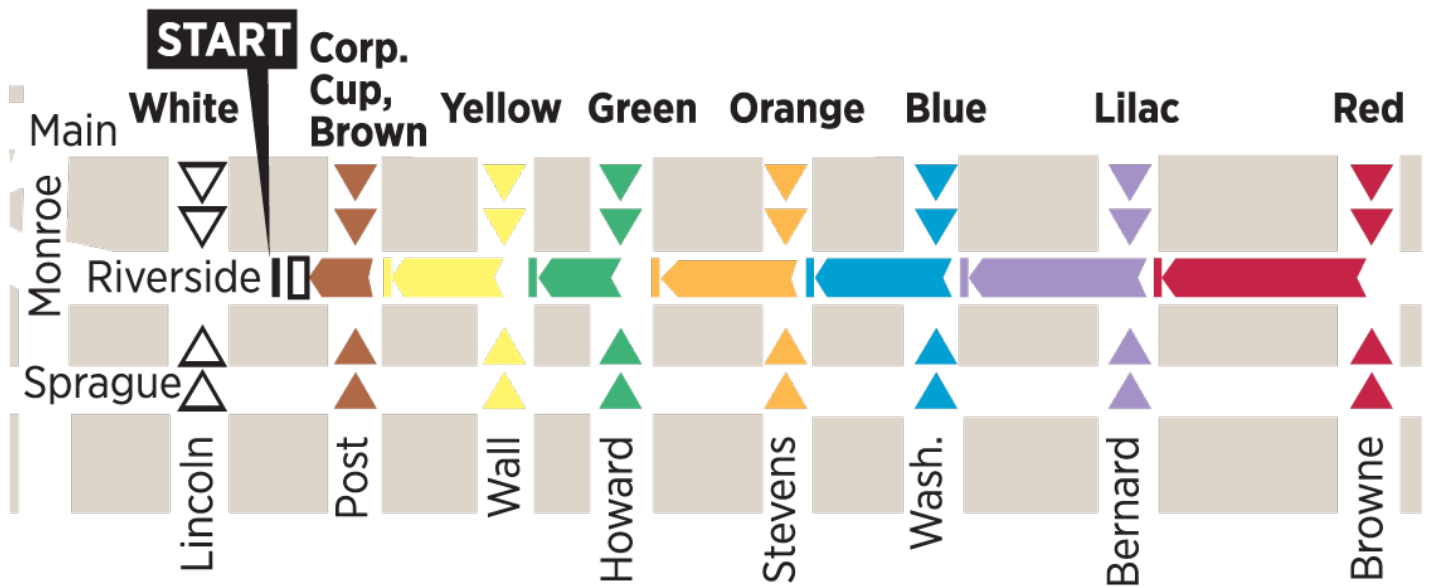 START
Corp.
Cup,
Brown
White
Yellow
Green
Orange
Blue
Lilac
Red
Main
Monroe
Riverside
Sprague
Lincoln
Post
Wall
Howard
Stevens
Wash.
Bernard
Browne